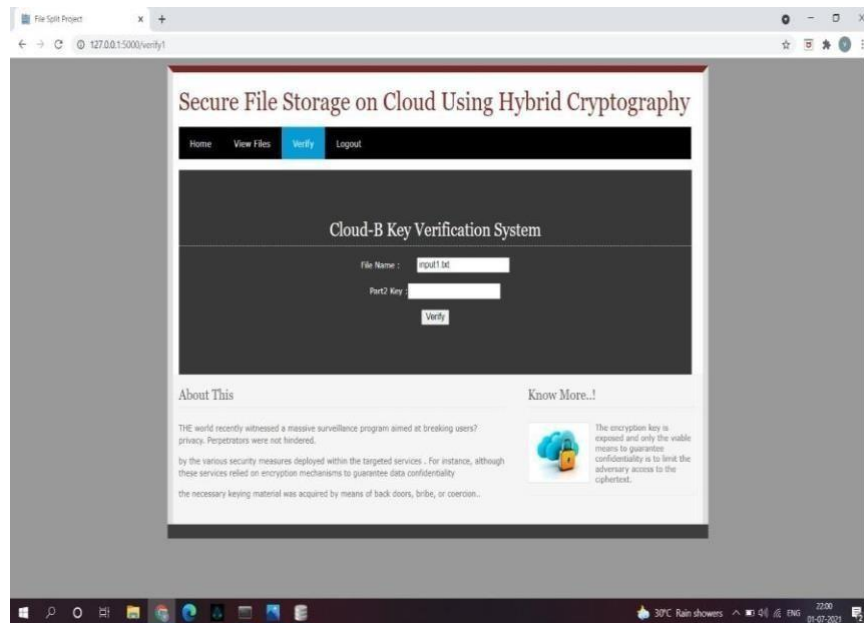 File Split Project
127.0.0.1:5000/verify1
Secure File Storage on Cloud Using Hybrid Cryptography
Home View Files Verify Logout
Cloud-B Key Verification System
File Name : input1.txt
Part2 Key :
Verify
About This
THE world recently witnessed a massive surveillance program aimed at breaking users?
privacy. Perpetrators were not hindered.
by the various security measures deployed within the targeted services . For instance, although
these services relied on encryption mechanisms to guarantee data confidentiality
the necessary keying material was acquired by means of back doors, bribe, or coercion..
Know More..!
The encryption key is
exposed and only the viable
means to guarantee
confidentiality is to limit the
adversary access to the
ciphertext.
30°C Rain showers ENG
22:00
01-07-2021